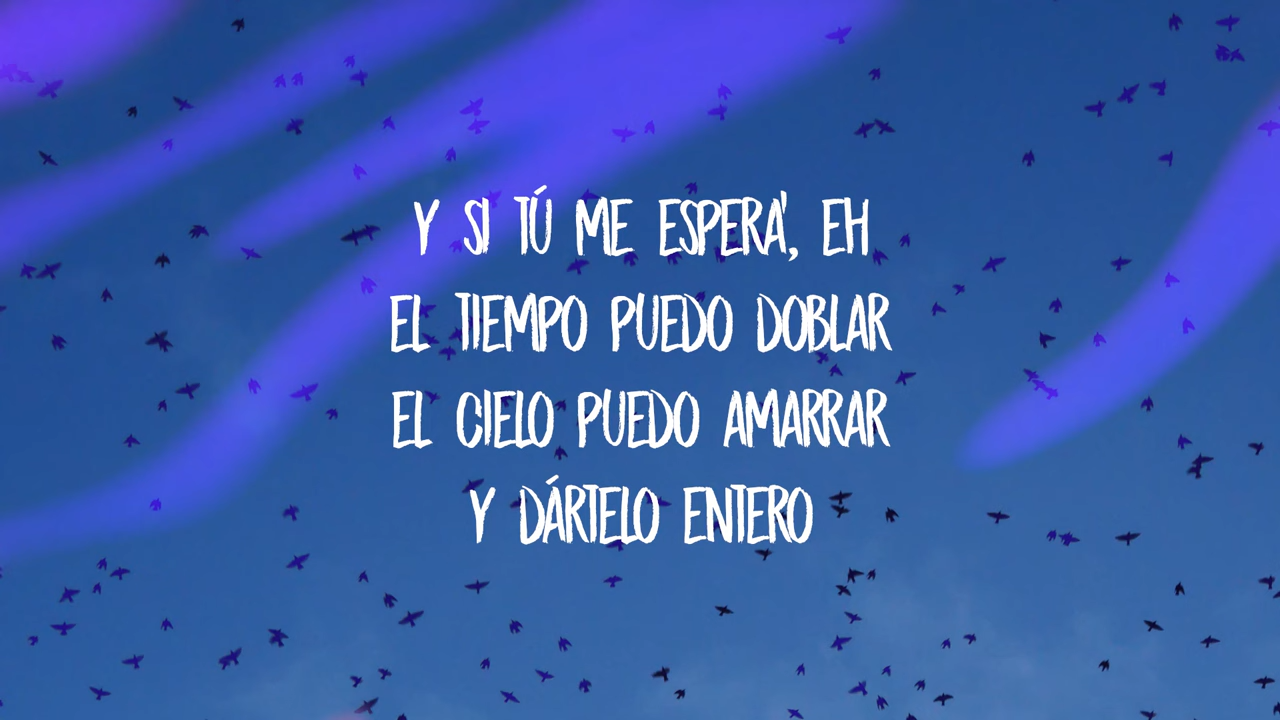 Y SI TÚ ME ESPERA', EH
EL TIEMPO PUEDO DOBLAR
EL CIELO PUEDO AMARRAR
Y DÁRTELO ENTERO